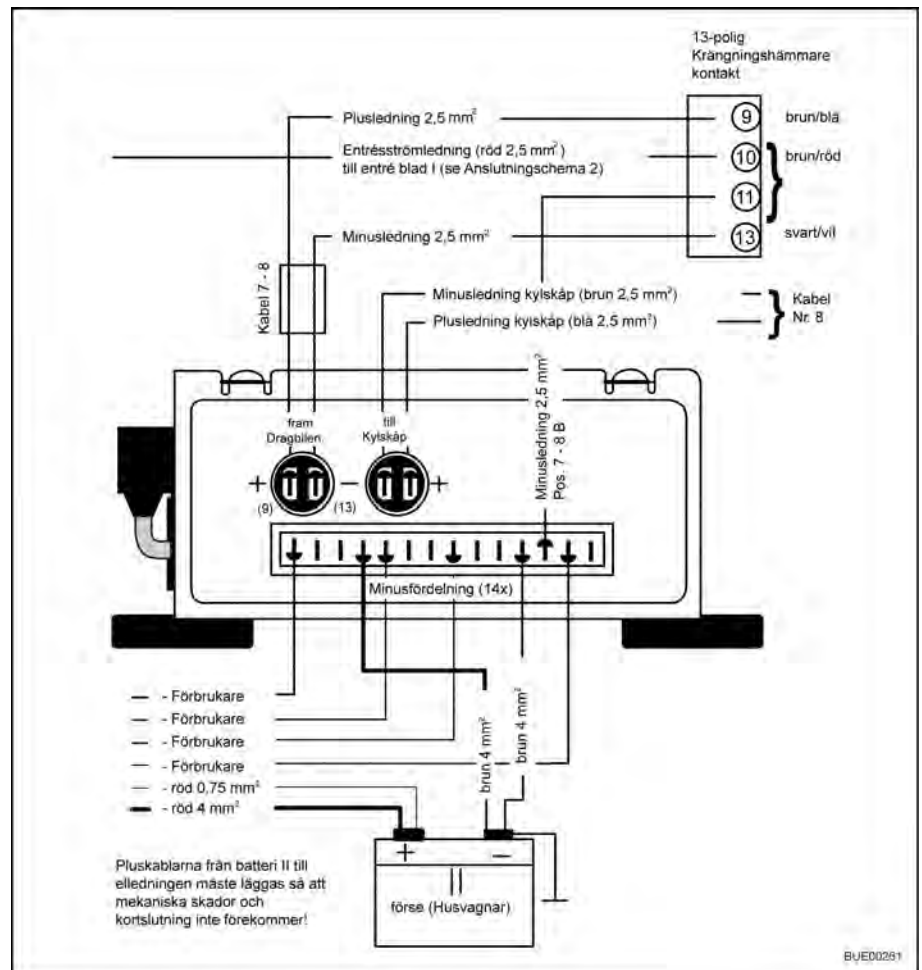 13-polig
Krängningshämmare
kontakt
Plusledning 2,5 mm²
9
brun/blå
Entrésströmledning (röd 2,5 mm²)
till entré blad I (se Anslutningschema 2)
10
brun/röd
11
Minusledning 2,5 mm²
13
svart/vil
Kabel 7 - 8
Minusledning kylskåp (brun 2,5 mm²)
Plusledning kylskåp (blå 2,5 mm²)
Kabel
Nr. 8
Minusledning 2,5 mm²
Pos. 7 - 8 B
fram
Dragbilen
till
Kylskåp
+
(9)
−
(13)
+
Minusfördelning (14x)
− - Förbrukare
− - Förbrukare
− - Förbrukare
− - Förbrukare
− - röd 0,75 mm²
− - röd 4 mm²
brun 4 mm²
brun 4 mm²
+
−
II
förse (Husvagnar)
Pluskablarna från batteri II till
elledningen måste läggas så att
mekaniska skador och
kortslutning inte förekommer!
BUE00261